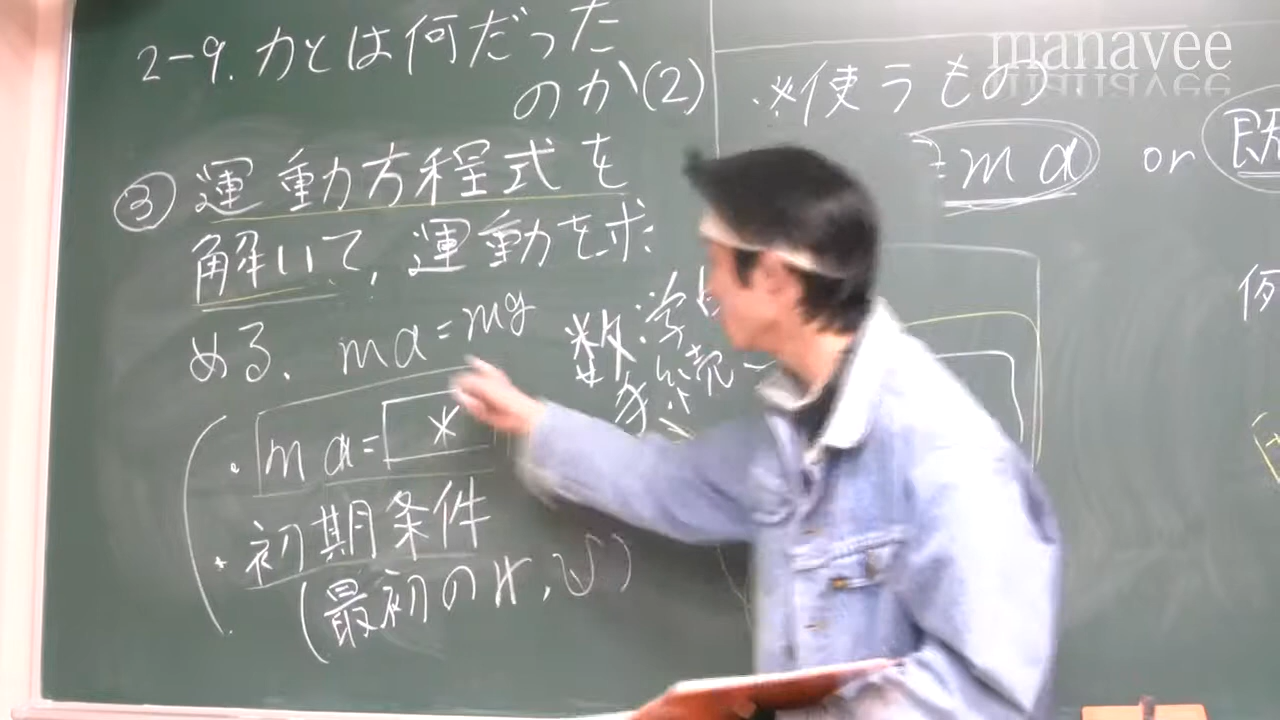 2-9. 力とは何だった
のか(2)
③ 運動方程式を
解いて, 運動を求
める. ma=mg
・ma=*
・初期条件
(最初のx, v)
数学
manavee
※使うもの
=ma or 既
何